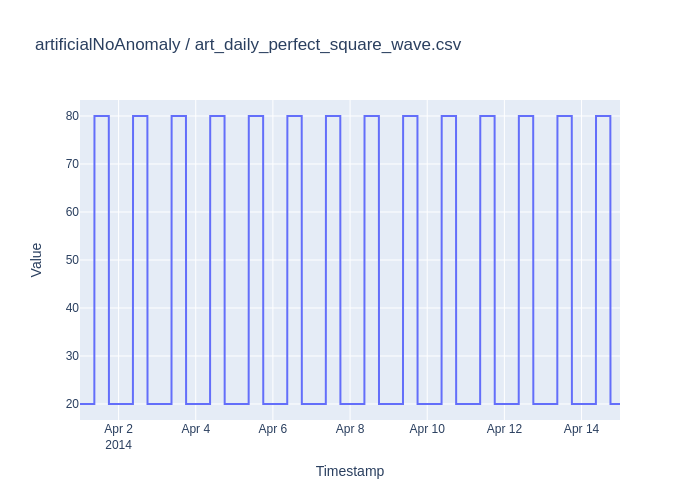 artificialNoAnomaly / art_daily_perfect_square_wave.csv
80
70
60
50
40
30
20
Value
Apr 2
2014
Apr 4
Apr 6
Apr 8
Apr 10
Apr 12
Apr 14
Timestamp